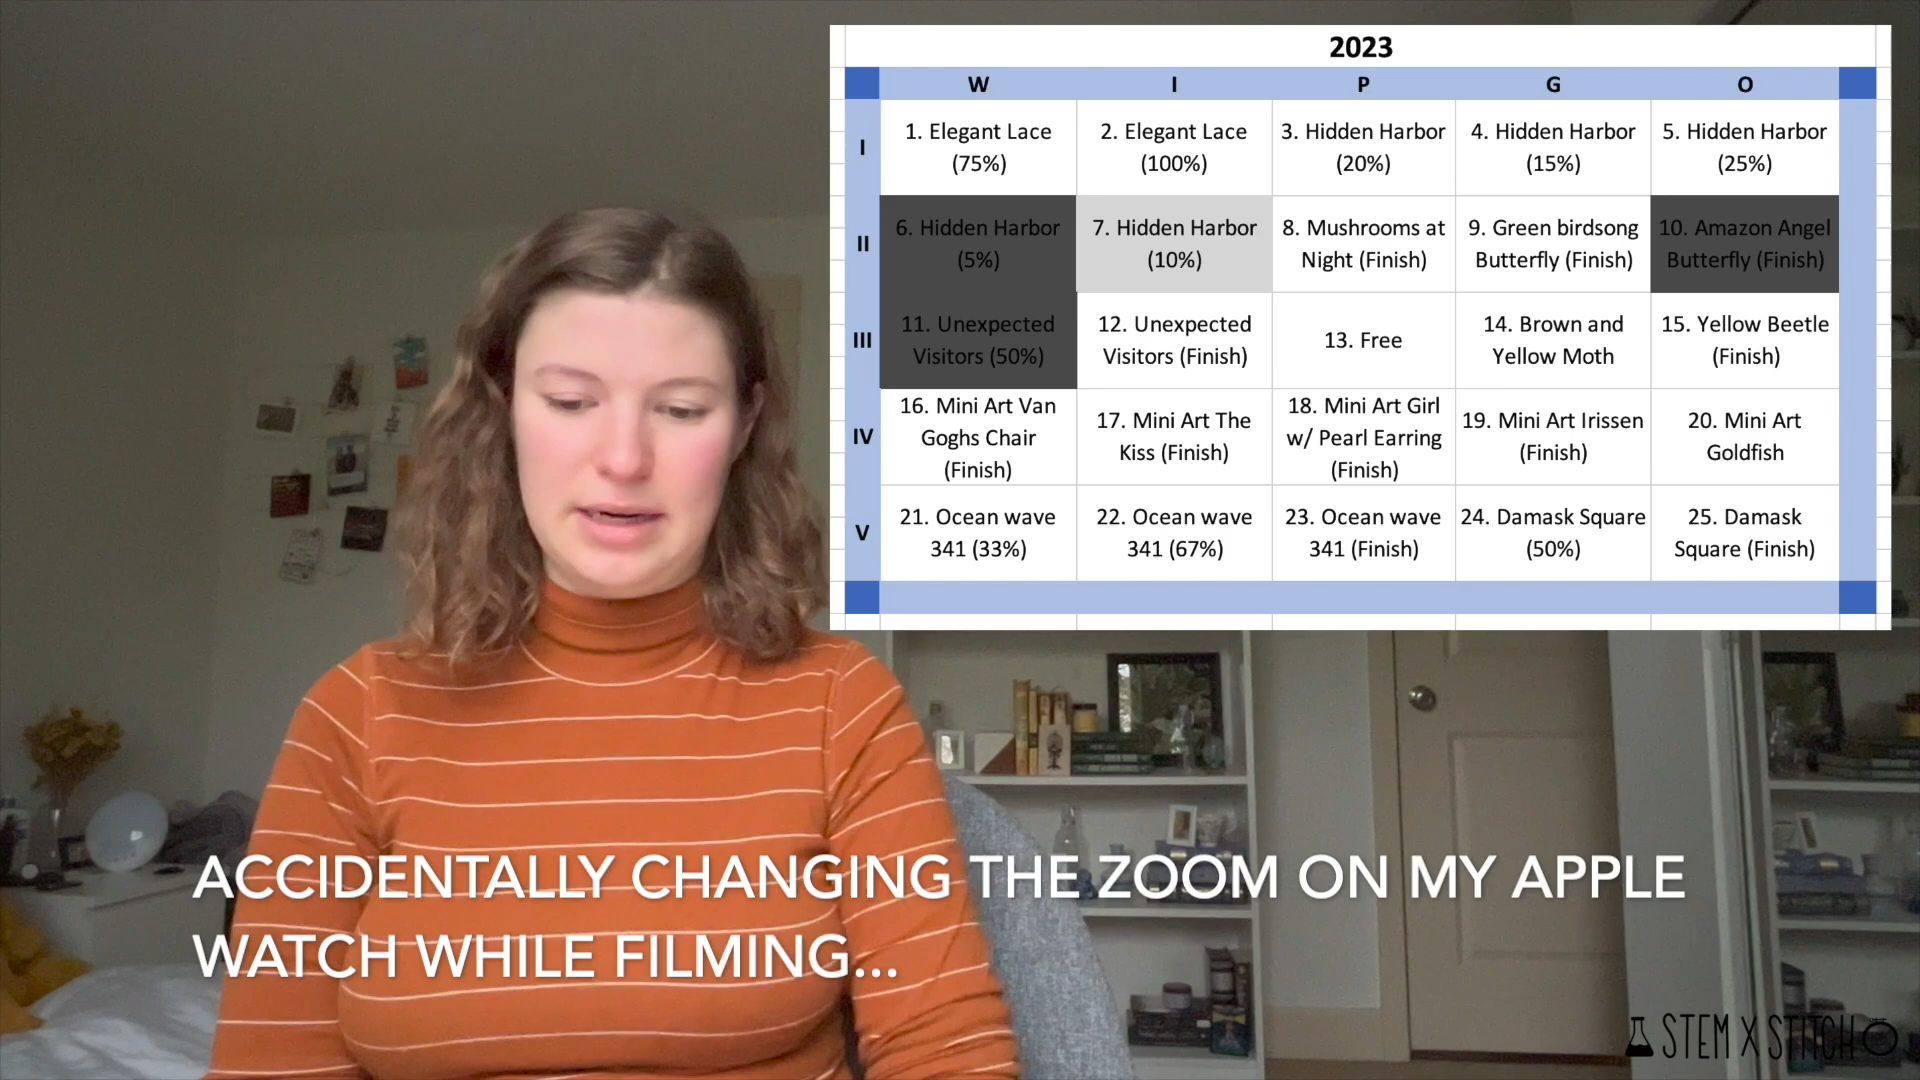 2023
W I P G O
I
1. Elegant Lace
(75%)
2. Elegant Lace
(100%)
3. Hidden Harbor
(20%)
4. Hidden Harbor
(15%)
5. Hidden Harbor
(25%)
II
6. Hidden Harbor
(5%)
7. Hidden Harbor
(10%)
8. Mushrooms at
Night (Finish)
9. Green birdsong
Butterfly (Finish)
10. Amazon Angel
Butterfly (Finish)
III
11. Unexpected
Visitors (50%)
12. Unexpected
Visitors (Finish)
13. Free
14. Brown and
Yellow Moth
15. Yellow Beetle
(Finish)
IV
16. Mini Art Van
Goghs Chair
(Finish)
17. Mini Art The
Kiss (Finish)
18. Mini Art Girl
w/ Pearl Earring
(Finish)
19. Mini Art Irissen
(Finish)
20. Mini Art
Goldfish
V
21. Ocean wave
341 (33%)
22. Ocean wave
341 (67%)
23. Ocean wave
341 (Finish)
24. Damask Square
(50%)
25. Damask
Square (Finish)
ACCIDENTALLY CHANGING THE ZOOM ON MY APPLE
WATCH WHILE FILMING...
STEM X STITCH